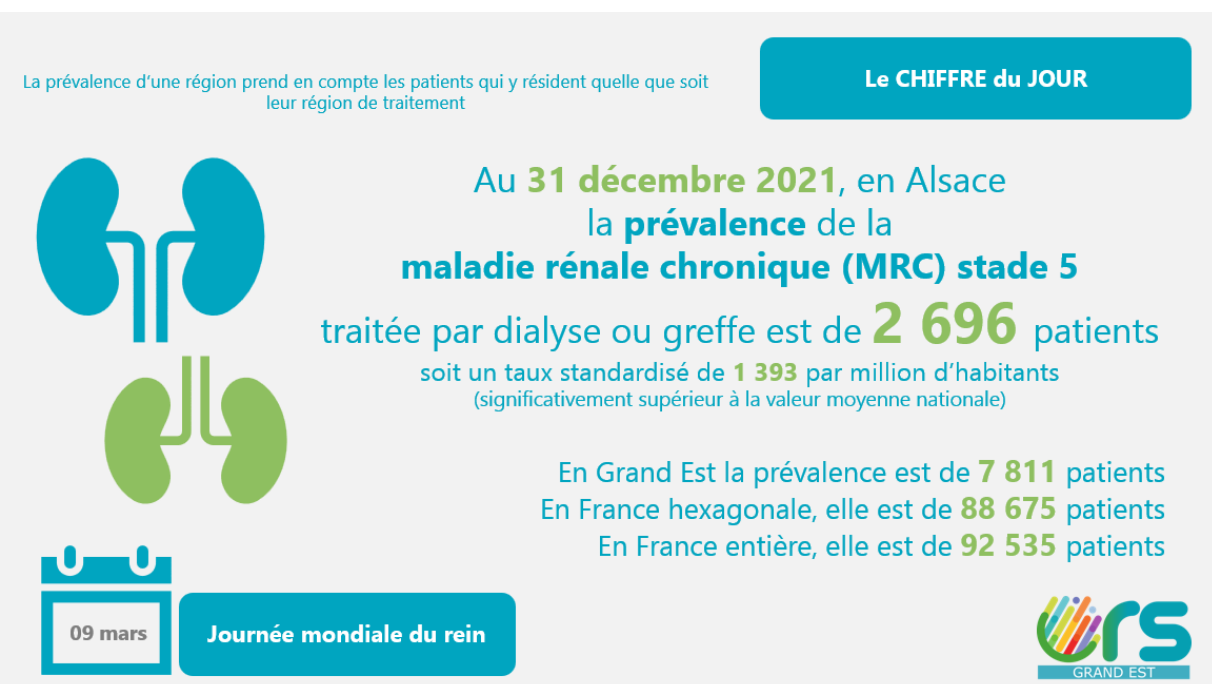 La prévalence d'une région prend en compte les patients qui y résident quelle que soit
leur région de traitement
Le CHIFFRE du JOUR
Au 31 décembre 2021, en Alsace
la prévalence de la
maladie rénale chronique (MRC) stade 5
traitée par dialyse ou greffe est de 2 696 patients
soit un taux standardisé de 1 393 par million d'habitants
(significativement supérieur à la valeur moyenne nationale)
En Grand Est la prévalence est de 7 811 patients
En France hexagonale, elle est de 88 675 patients
En France entière, elle est de 92 535 patients
09 mars
Journée mondiale du rein
ors
GRAND EST